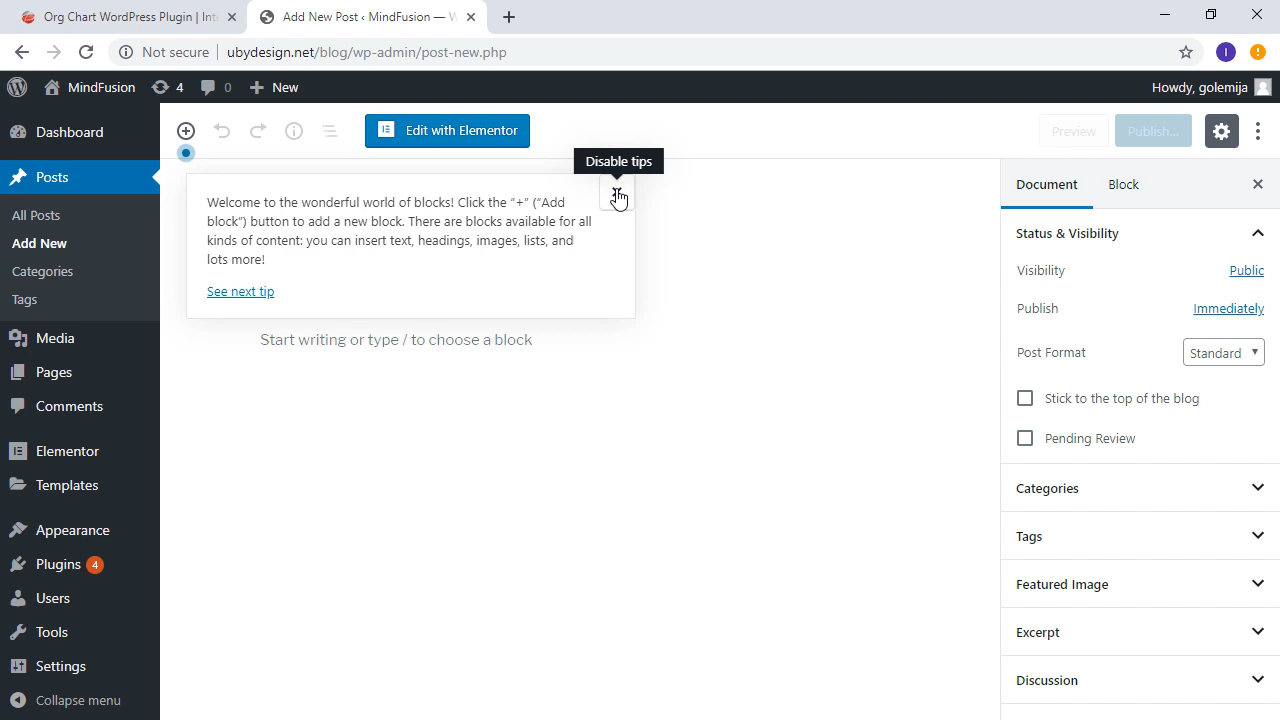 Org Chart WordPress Plugin | Int
Add New Post ‹ MindFusion — W
Not secure
ubydesign.net/blog/wp-admin/post-new.php
I
MindFusion
4
0
New
Howdy, golemija
Dashboard
Posts
All Posts
Add New
Categories
Tags
Media
Pages
Comments
Elementor
Templates
Appearance
Plugins 4
Users
Tools
Settings
Collapse menu
Edit with Elementor
Preview
Publish...
Disable tips
Welcome to the wonderful world of blocks! Click the “+” (“Add
block”) button to add a new block. There are blocks available for all
kinds of content: you can insert text, headings, images, lists, and
lots more!
See next tip
Start writing or type / to choose a block
Document
Block
Status & Visibility
Visibility
Public
Publish
Immediately
Post Format
Standard
Stick to the top of the blog
Pending Review
Categories
Tags
Featured Image
Excerpt
Discussion